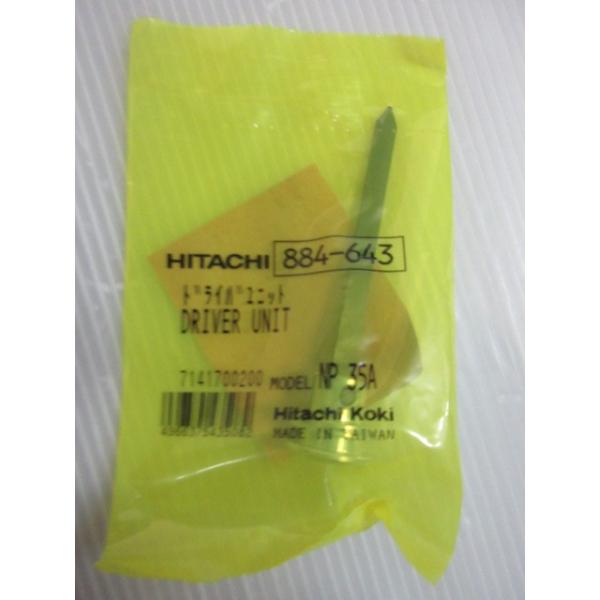 HITACHI 884-643
ドライバユニット
DRIVER UNIT
7141700200 MODEL/NP 35A
Hitachi Koki
MADE IN TAIWAN